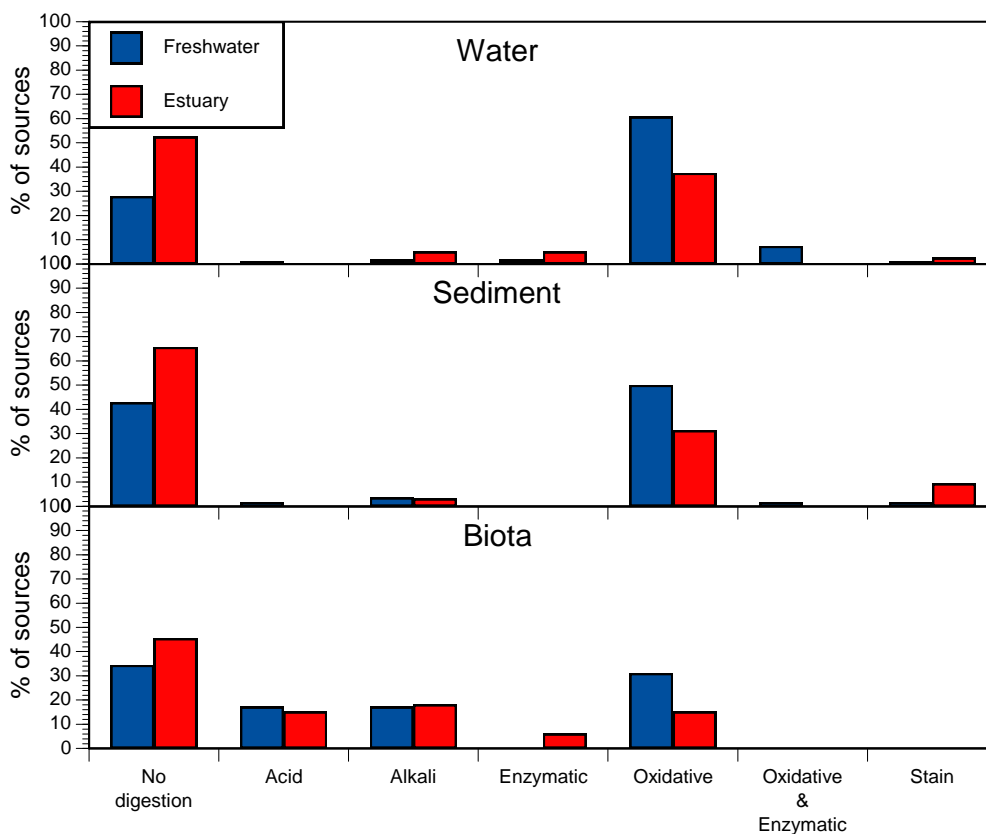 100
90
80
70
60
50
40
30
20
10
0
% of sources
Freshwater
Estuary
Water
100
90
80
70
60
50
40
30
20
10
0
% of sources
Sediment
100
90
80
70
60
50
40
30
20
10
0
% of sources
Biota
No
digestion
Acid
Alkali
Enzymatic
Oxidative
Oxidative
&
Enzymatic
Stain